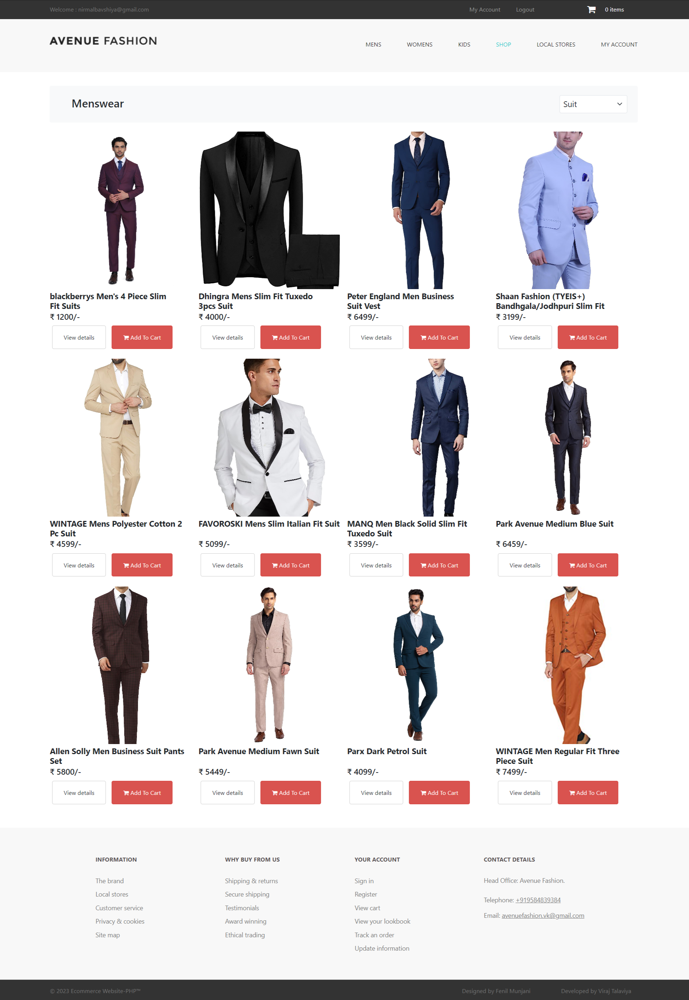 Welcome : nirmalbavshiya@gmail.com My Account Logout 0 items
AVENUE FASHION
MENS WOMENS KIDS SHOP LOCAL STORES MY ACCOUNT
Menswear Suit
blackberrys Men's 4 Piece Slim
Fit Suits
₹ 1200/-
View details Add To Cart
Dhingra Mens Slim Fit Tuxedo
3pcs Suit
₹ 4000/-
View details Add To Cart
Peter England Men Business
Suit Vest
₹ 6499/-
View details Add To Cart
Shaan Fashion (TYEIS+)
Bandhgala/Jodhpuri Slim Fit
₹ 3199/-
View details Add To Cart
WINTAGE Mens Polyester Cotton 2
Pc Suit
₹ 4599/-
View details Add To Cart
FAVOROSKI Mens Slim Italian Fit Suit
₹ 5099/-
View details Add To Cart
MANQ Men Black Solid Slim Fit
Tuxedo Suit
₹ 3599/-
View details Add To Cart
Park Avenue Medium Blue Suit
₹ 6459/-
View details Add To Cart
Allen Solly Men Business Suit Pants
Set
₹ 5800/-
View details Add To Cart
Park Avenue Medium Fawn Suit
₹ 5449/-
View details Add To Cart
Parx Dark Petrol Suit
₹ 4099/-
View details Add To Cart
WINTAGE Men Regular Fit Three
Piece Suit
₹ 7499/-
View details Add To Cart
INFORMATION
The brand
Local stores
Customer service
Privacy & cookies
Site map
WHY BUY FROM US
Shipping & returns
Secure shipping
Testimonials
Award winning
Ethical trading
YOUR ACCOUNT
Sign in
Register
View cart
View your lookbook
Track an order
Update information
CONTACT DETAILS
Head Office: Avenue Fashion.
Telephone: +919584839384
Email: avenuefashion.vk@gmail.com
© 2023 Ecommerce Website-PHP™ Designed by Fenil Munjani Developed by Viraj Talaviya